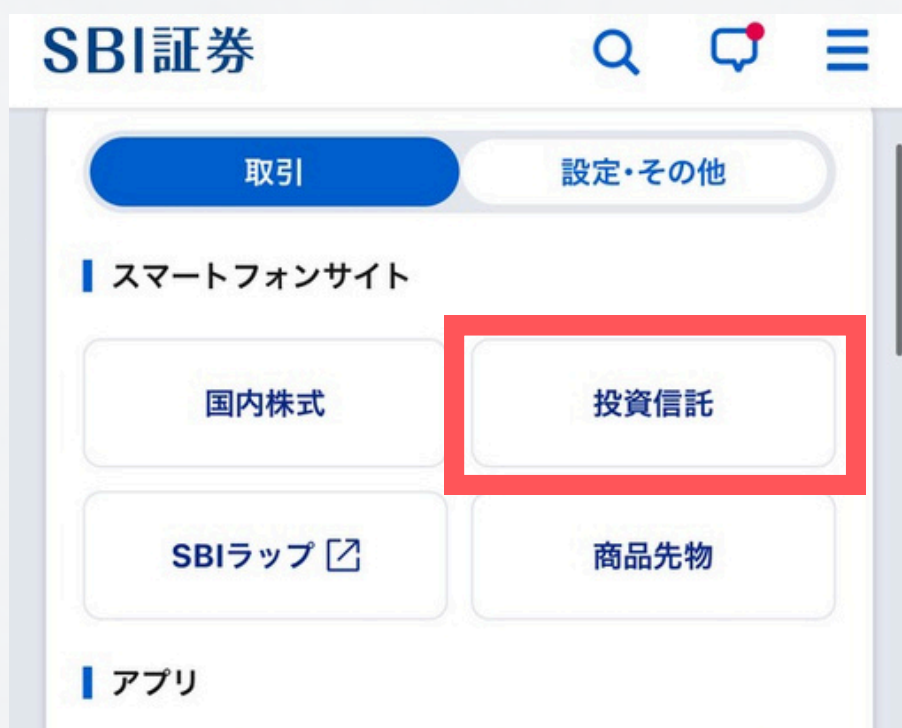 SBI証券
取引
設定・その他
スマートフォンサイト
国内株式
投資信託
SBIラップ
商品先物
アプリ